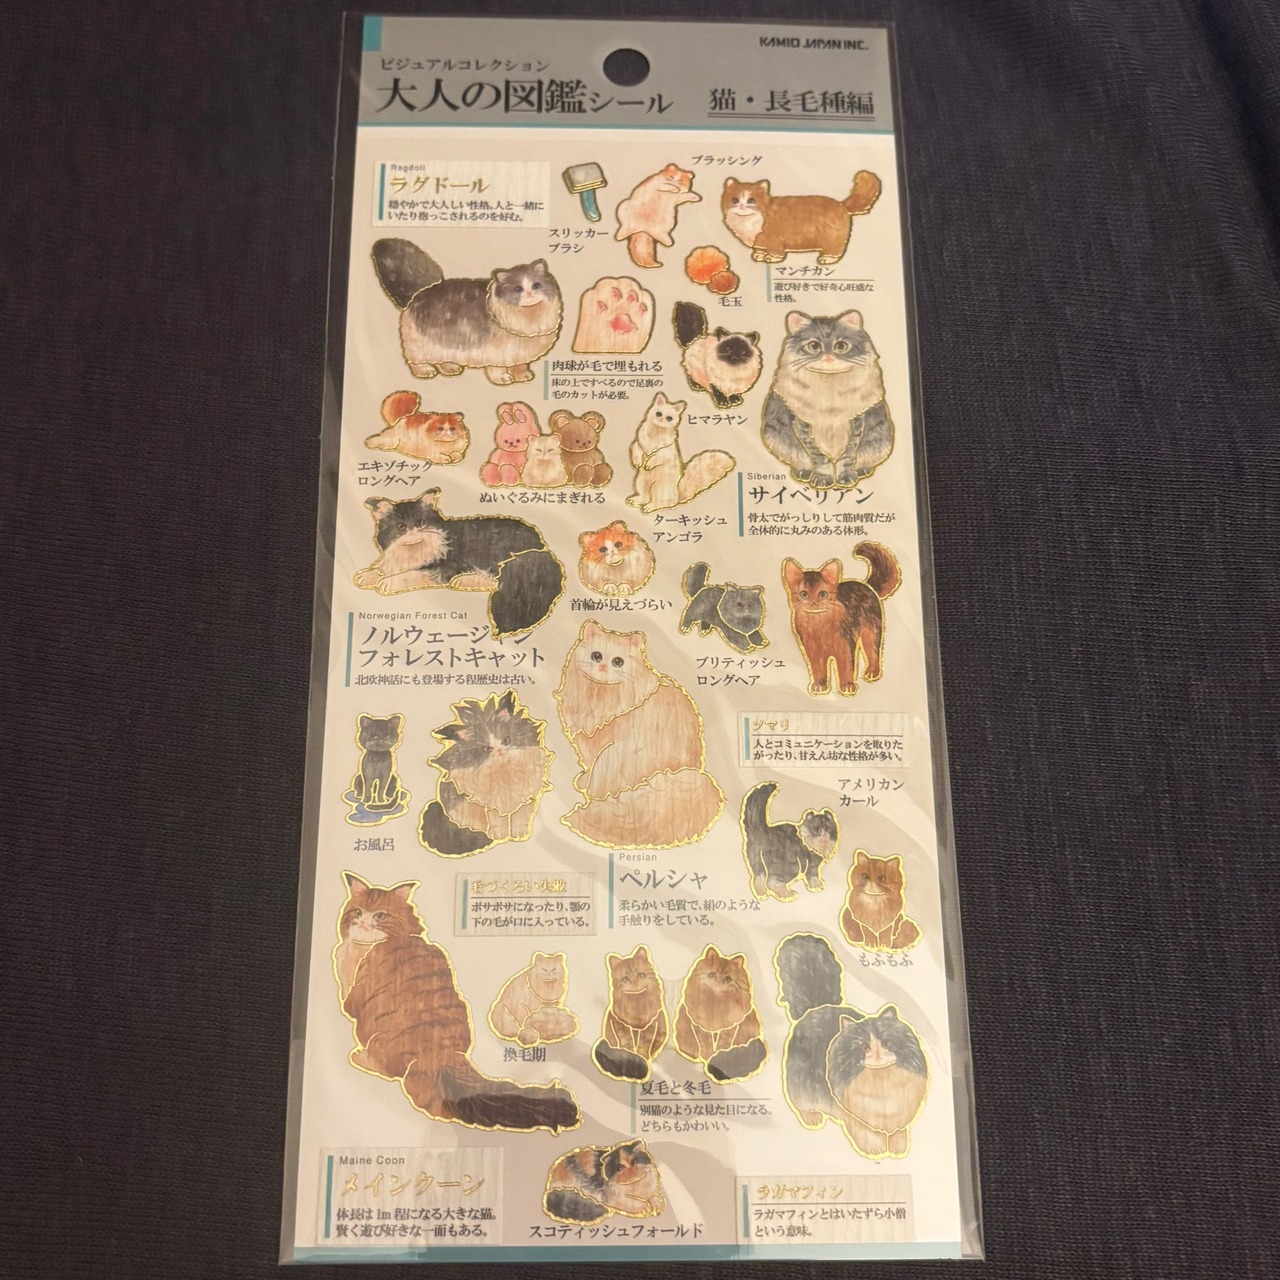 KAMIO JAPAN INC.
ビジュアルコレクション
大人の図鑑シール 猫・長毛種編
Ragdoll
ラグドール
穏やかで大人しい性格。人と一緒に
いたり抱っこされるのを好む。
スリッカー
ブラシ
ブラッシング
マンチカン
遊び好きで好奇心旺盛な
性格。
毛玉
肉球が毛で埋もれる
床の上ですべるので足裏の
毛のカットが必要。
ヒマラヤン
エキゾチック
ロングヘア
ぬいぐるみにまぎれる
ターキッシュ
アンゴラ
Siberian
サイベリアン
骨太でがっしりして筋肉質だが
全体的に丸みのある体形。
首輪が見えづらい
Norwegian Forest Cat
ノルウェージャン
フォレストキャット
北欧神話にも登場する程歴史は古い。
ブリティッシュ
ロングヘア
ソマリ
人とコミュニケーションを取りた
がったり、甘えん坊な性格が多い。
お風呂
アメリカン
カール
Persian
ペルシャ
柔らかい毛質で、絹のような
手触りをしている。
毛づくろい失敗
ボサボサになったり、顎の
下の毛が口に入っている。
もふもふ
換毛期
夏毛と冬毛
別猫のような見た目になる。
どちらもかわいい。
Maine Coon
メインクーン
体長は1m程になる大きな猫。
賢く遊び好きな一面もある。
スコティッシュフォールド
ラガマフィン
ラガマフィンとはいたずら小僧
という意味。